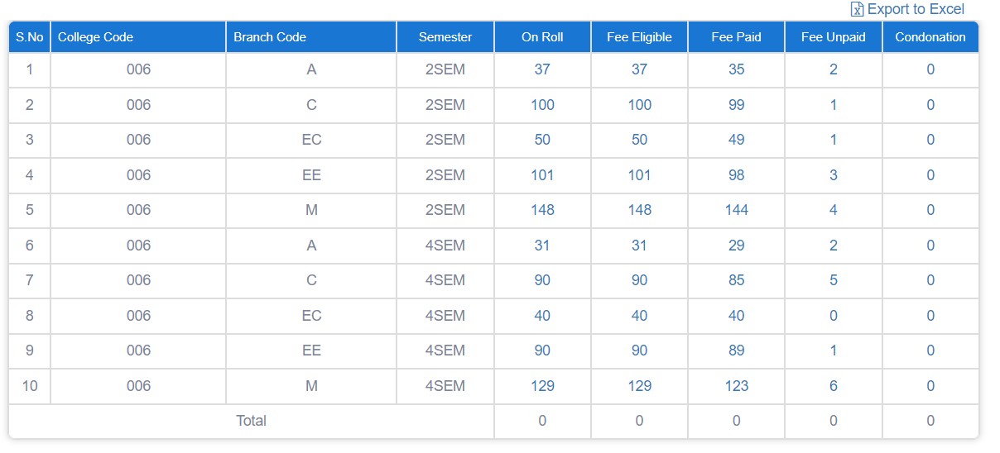 Export to Excel
S.No College Code Branch Code Semester On Roll Fee Eligible Fee Paid Fee Unpaid Condonation
1 006 A 2SEM 37 37 35 2 0
2 006 C 2SEM 100 100 99 1 0
3 006 EC 2SEM 50 50 49 1 0
4 006 EE 2SEM 101 101 98 3 0
5 006 M 2SEM 148 148 144 4 0
6 006 A 4SEM 31 31 29 2 0
7 006 C 4SEM 90 90 85 5 0
8 006 EC 4SEM 40 40 40 0 0
9 006 EE 4SEM 90 90 89 1 0
10 006 M 4SEM 129 129 123 6 0
Total 0 0 0 0 0